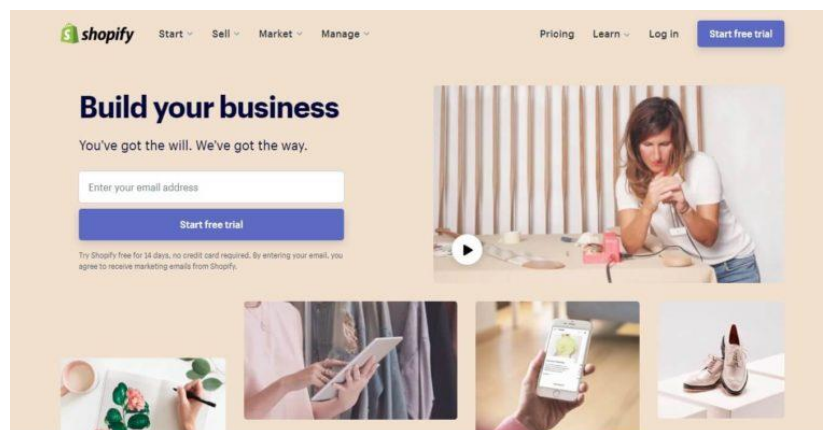 shopify Start Sell Market Manage Pricing Learn Log in Start free trial
Build your business
You've got the will. We've got the way.
Enter your email address
Start free trial
Try Shopify free for 14 days, no credit card required. By entering your email, you
agree to receive marketing emails from Shopify.